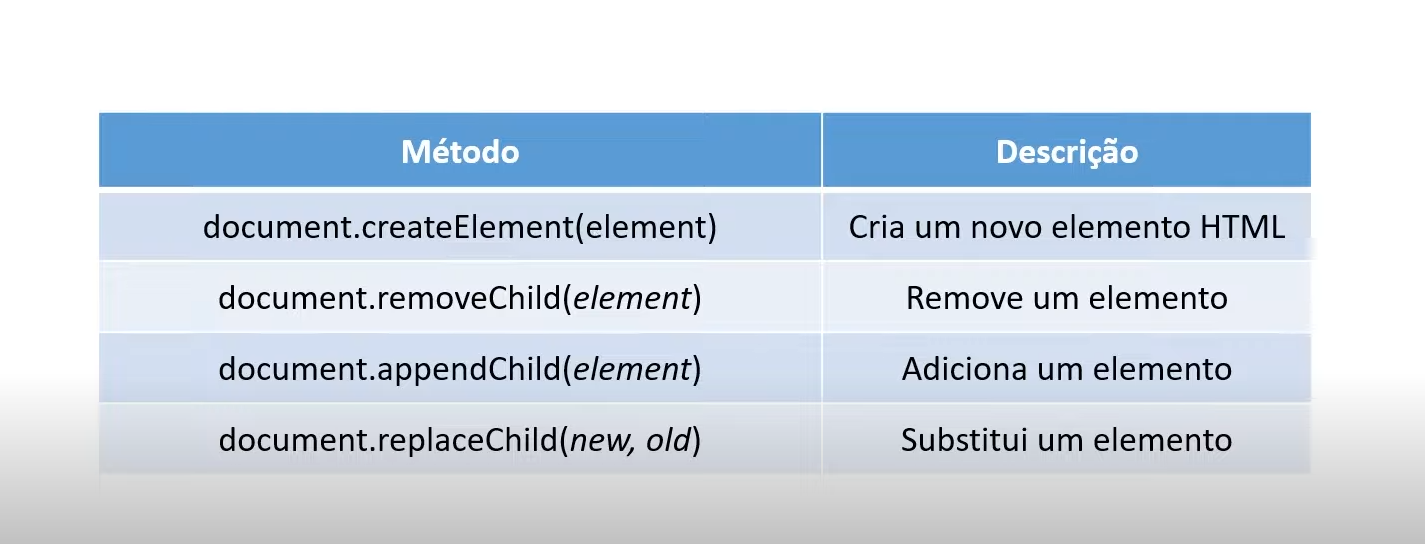 Método Descrição
document.createElement(element) Cria um novo elemento HTML
document.removeChild(element) Remove um elemento
document.appendChild(element) Adiciona um elemento
document.replaceChild(new, old) Substitui um elemento